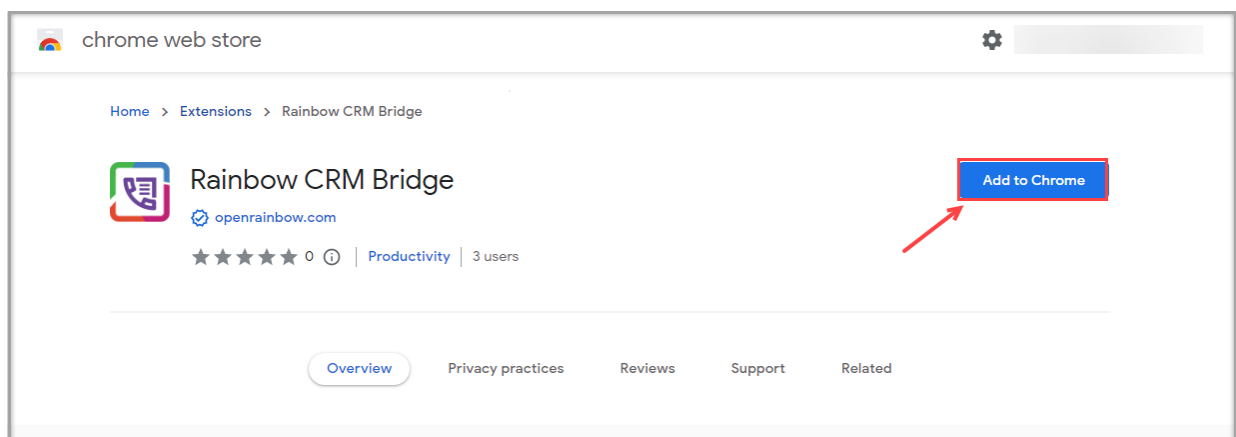 chrome web store
Home > Extensions > Rainbow CRM Bridge
Rainbow CRM Bridge
Add to Chrome
openrainbow.com
0 Productivity 3 users
Overview Privacy practices Reviews Support Related